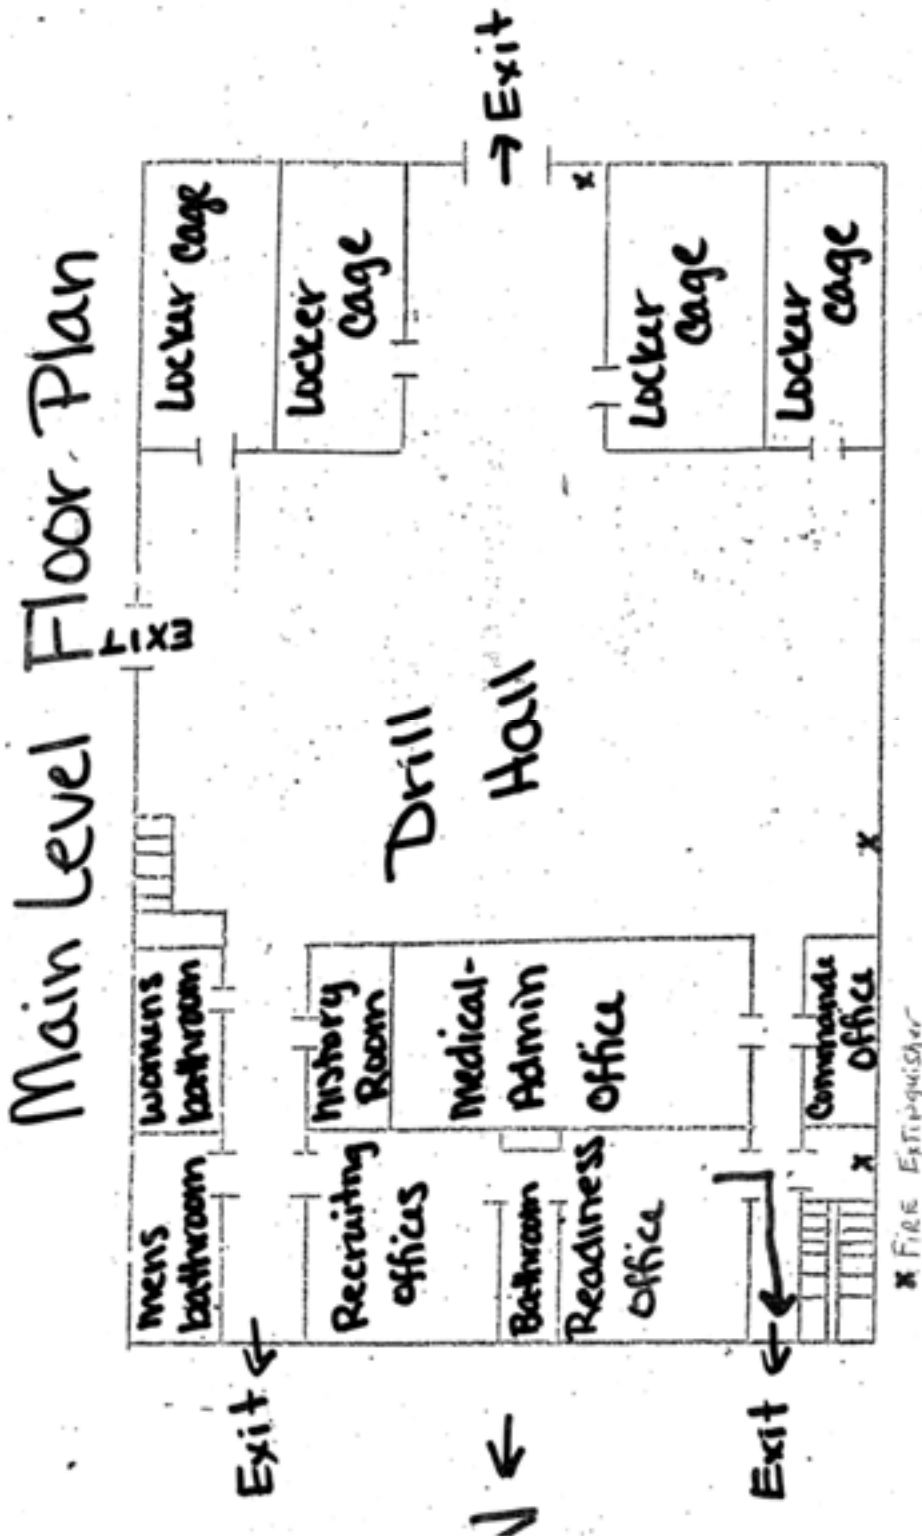 Main Level Floor Plan
EXIT
mens
bathroom
womens
bathroom
Locker cage
Exit
History
Room
Locker
cage
Recruiting
offices
Drill
Hall
Medical-
Admin
Office
Exit
Bathroom
Readiness
Office
Locker
cage
Exit
Locker
cage
Office
x
x
x
x FIRE Extinguisher